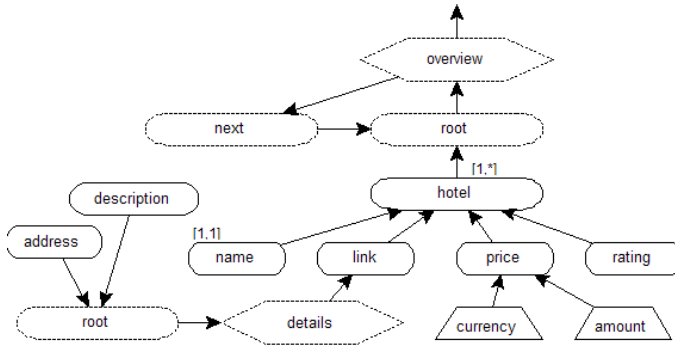 overview
next
root
[1,*]
hotel
description
address
[1,1]
name
link
price
rating
root
details
currency
amount